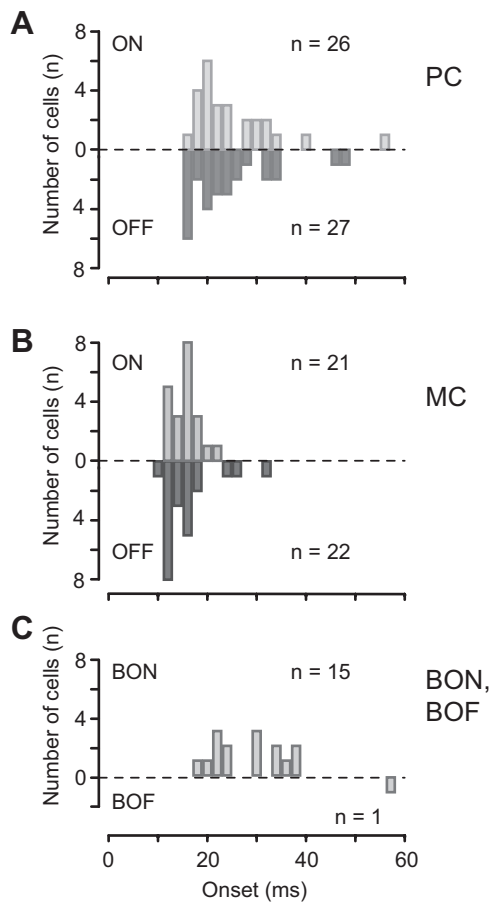 A
8
ON
n = 26
PC
4
Number of cells (n)
0
4
OFF
n = 27
8
B
8
ON
n = 21
MC
4
Number of cells (n)
0
4
OFF
n = 22
8
C
8
BON
n = 15
BON,
BOF
4
Number of cells (n)
0
BOF
n = 1
0 20 40 60
Onset (ms)